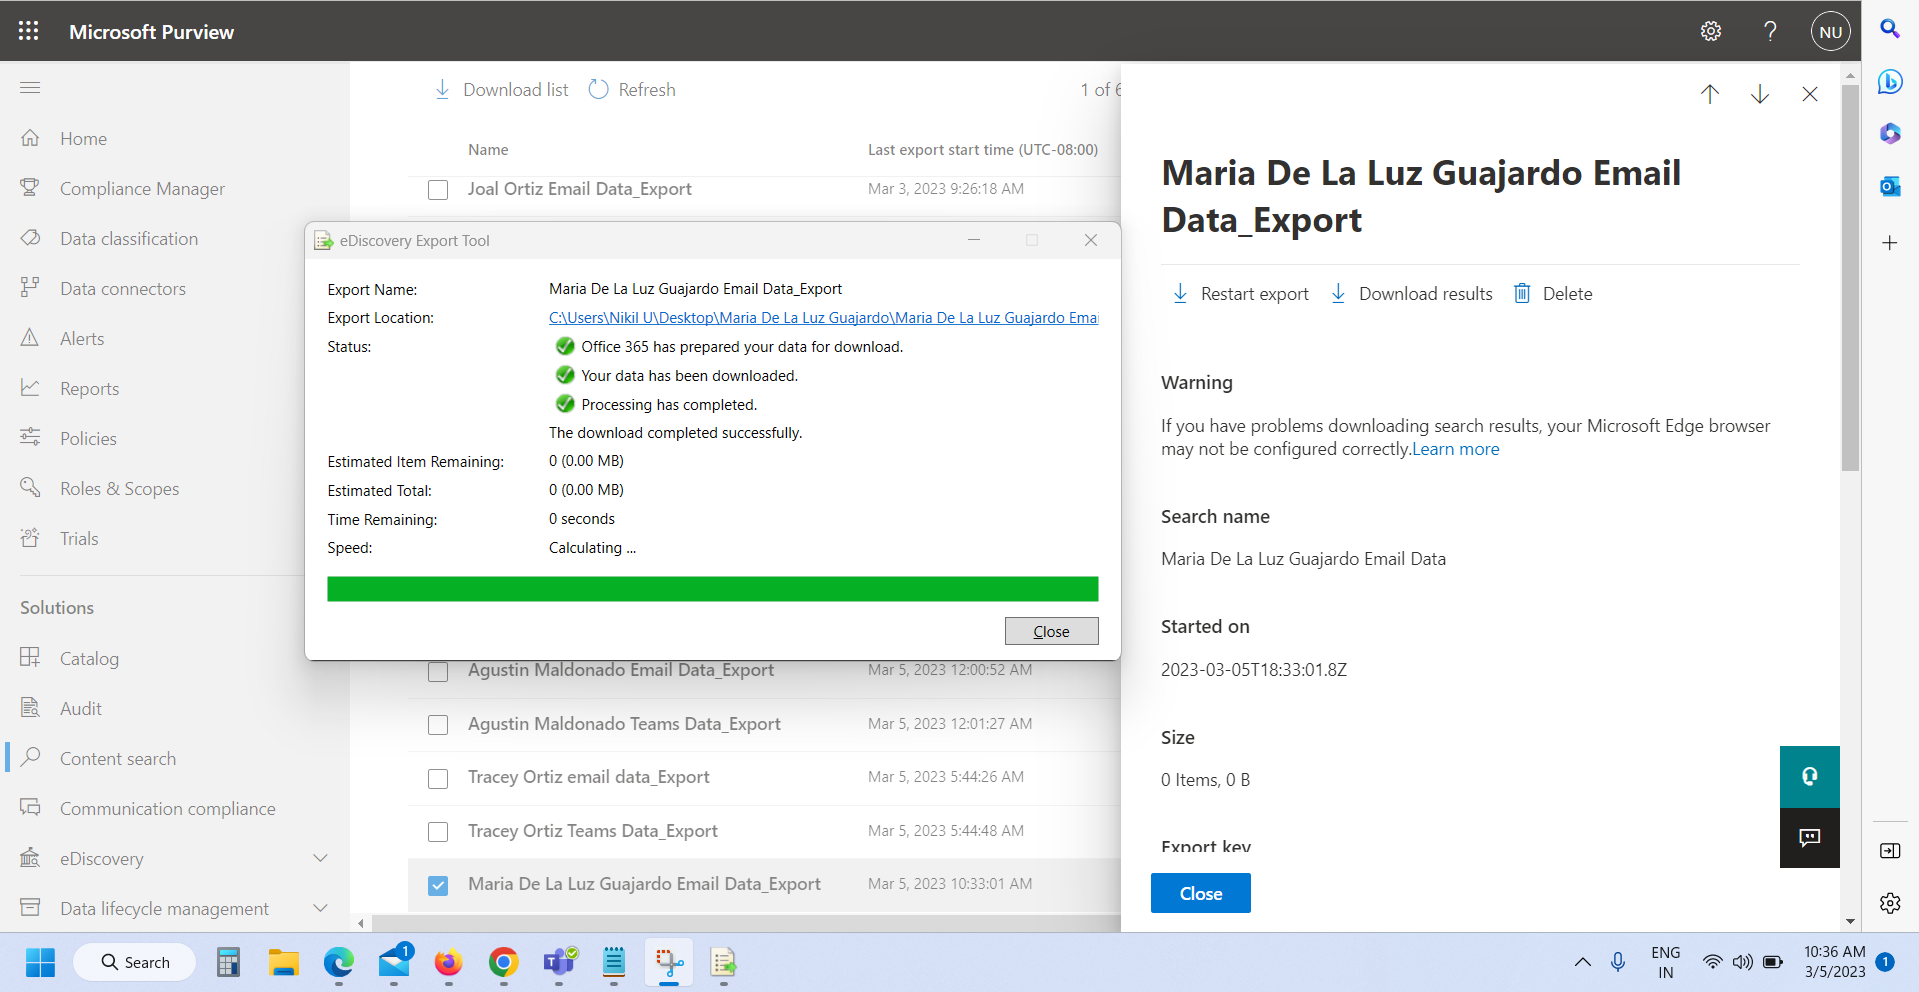 Microsoft Purview
NU
Home
Compliance Manager
Data classification
Data connectors
Alerts
Reports
Policies
Roles & Scopes
Trials
Solutions
Catalog
Audit
Content search
Communication compliance
eDiscovery
Data lifecycle management
Download list
Refresh
1 of 6
Name
Last export start time (UTC-08:00)
Joal Ortiz Email Data_Export
Mar 3, 2023 9:26:18 AM
eDiscovery Export Tool
Export Name:
Maria De La Luz Guajardo Email Data_Export
Export Location:
C:\Users\Nikil U\Desktop\Maria De La Luz Guajardo\Maria De La Luz Guajardo Emai
Status:
Office 365 has prepared your data for download.
Your data has been downloaded.
Processing has completed.
The download completed successfully.
Estimated Item Remaining:
0 (0.00 MB)
Estimated Total:
0 (0.00 MB)
Time Remaining:
0 seconds
Speed:
Calculating ...
Close
Agustin Maldonado Email Data_Export
Mar 5, 2023 12:00:52 AM
Agustin Maldonado Teams Data_Export
Mar 5, 2023 12:01:27 AM
Tracey Ortiz email data_Export
Mar 5, 2023 5:44:26 AM
Tracey Ortiz Teams Data_Export
Mar 5, 2023 5:44:48 AM
Maria De La Luz Guajardo Email Data_Export
Mar 5, 2023 10:33:01 AM
Maria De La Luz Guajardo Email
Data_Export
Restart export
Download results
Delete
Warning
If you have problems downloading search results, your Microsoft Edge browser
may not be configured correctly.Learn more
Search name
Maria De La Luz Guajardo Email Data
Started on
2023-03-05T18:33:01.8Z
Size
0 Items, 0 B
Export key
Close
Search
1
ENG
IN
10:36 AM
3/5/2023
1